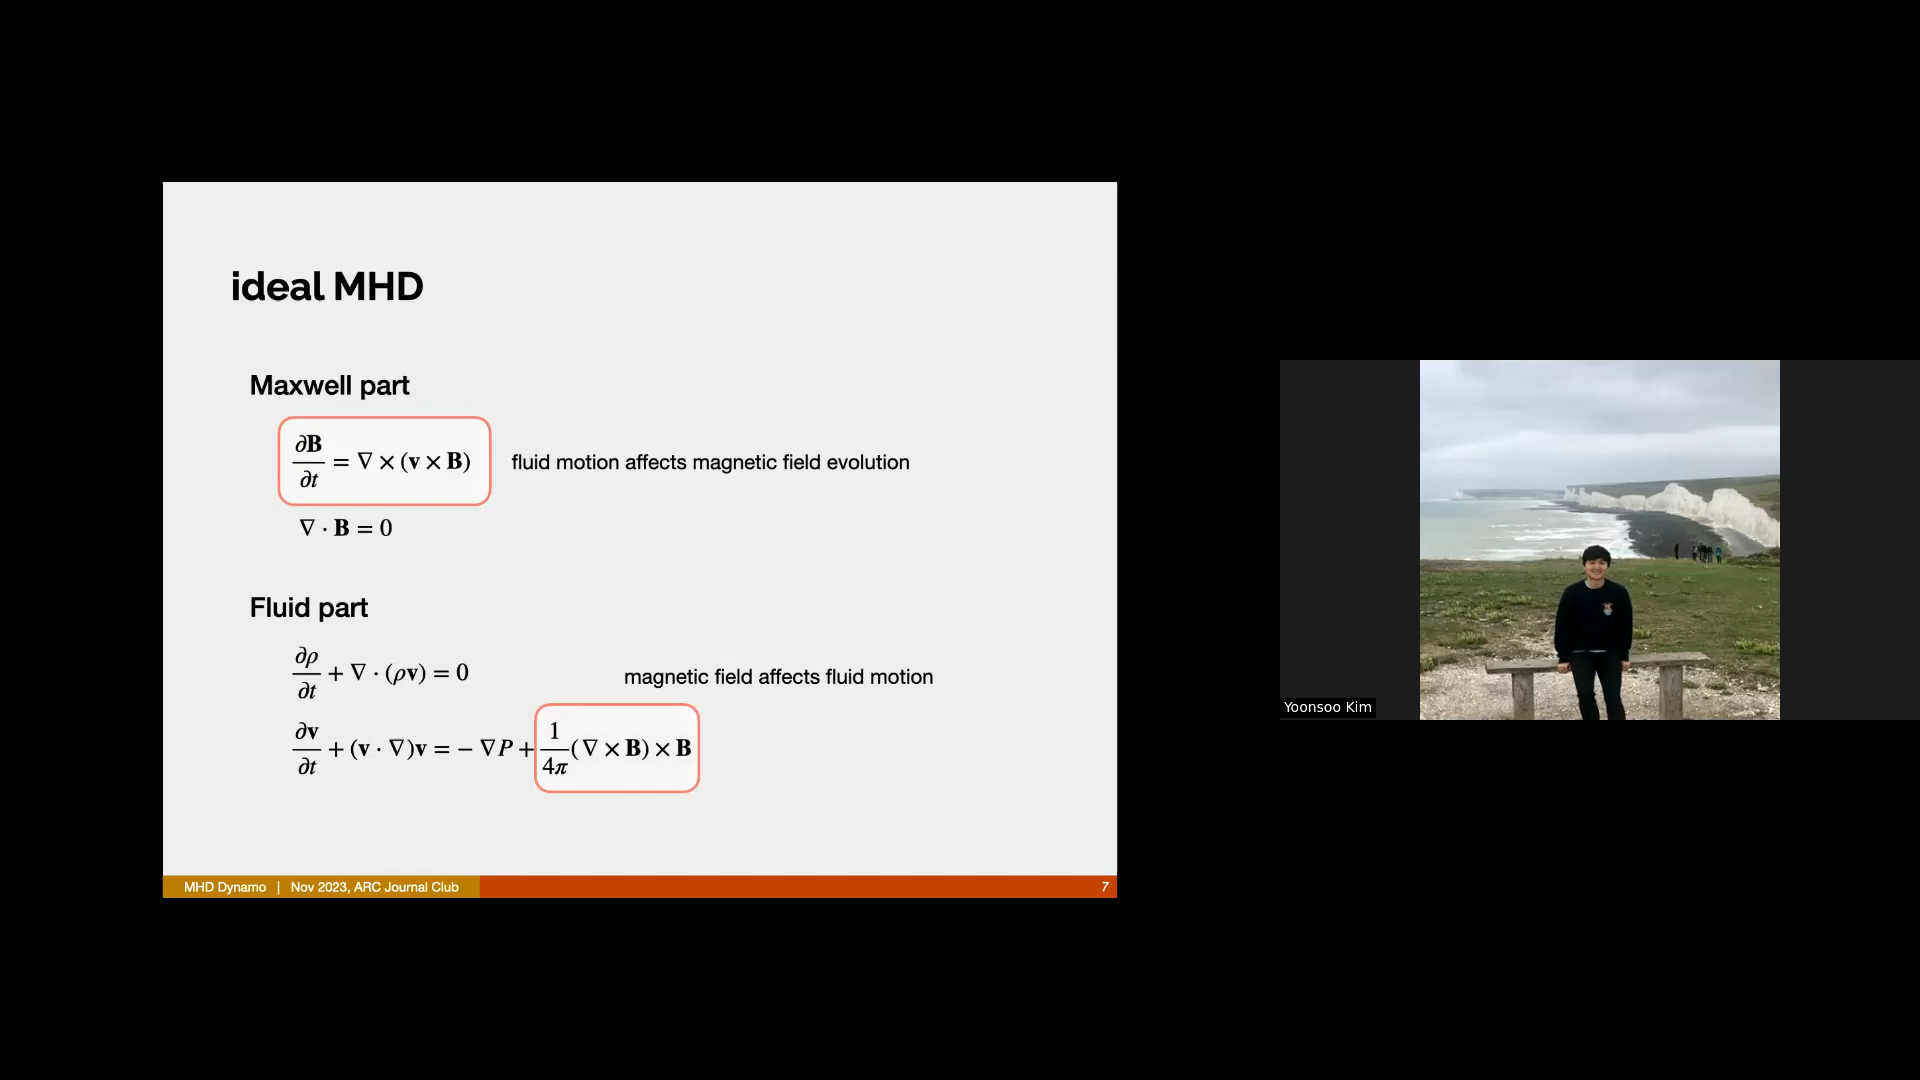 ideal MHD
Maxwell part
∂B/∂t = ∇ × (v × B)
fluid motion affects magnetic field evolution
∇ · B = 0
Fluid part
∂ρ/∂t + ∇ · (ρv) = 0
magnetic field affects fluid motion
∂v/∂t + (v · ∇)v = − ∇P + 1/4π (∇ × B) × B
MHD Dynamo | Nov 2023, ARC Journal Club
7
Yoonsoo Kim